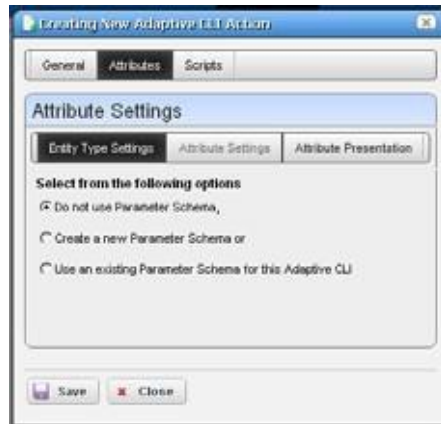 Creating New Adaptive CLI Action
General Attributes Scripts
Attribute Settings
Entity Type Settings Attribute Settings Attribute Presentation
Select from the following options
Do not use Parameter Schema,
Create a new Parameter Schema or
Use an existing Parameter Schema for this Adaptive CLI
Save Close